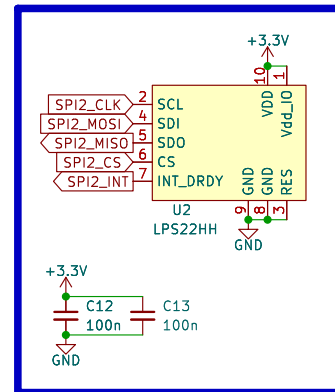 +3.3V
10
1
VDD
Vdd_IO
SPI2_CLK 2 SCL
SPI2_MOSI 4 SDI
SPI2_MISO 5 SDO
SPI2_CS 6 CS
SPI2_INT 7 INT_DRDY
GND
GND
RES
9
8
3
U2
LPS22HH
GND
+3.3V
C12
100n
C13
100n
GND